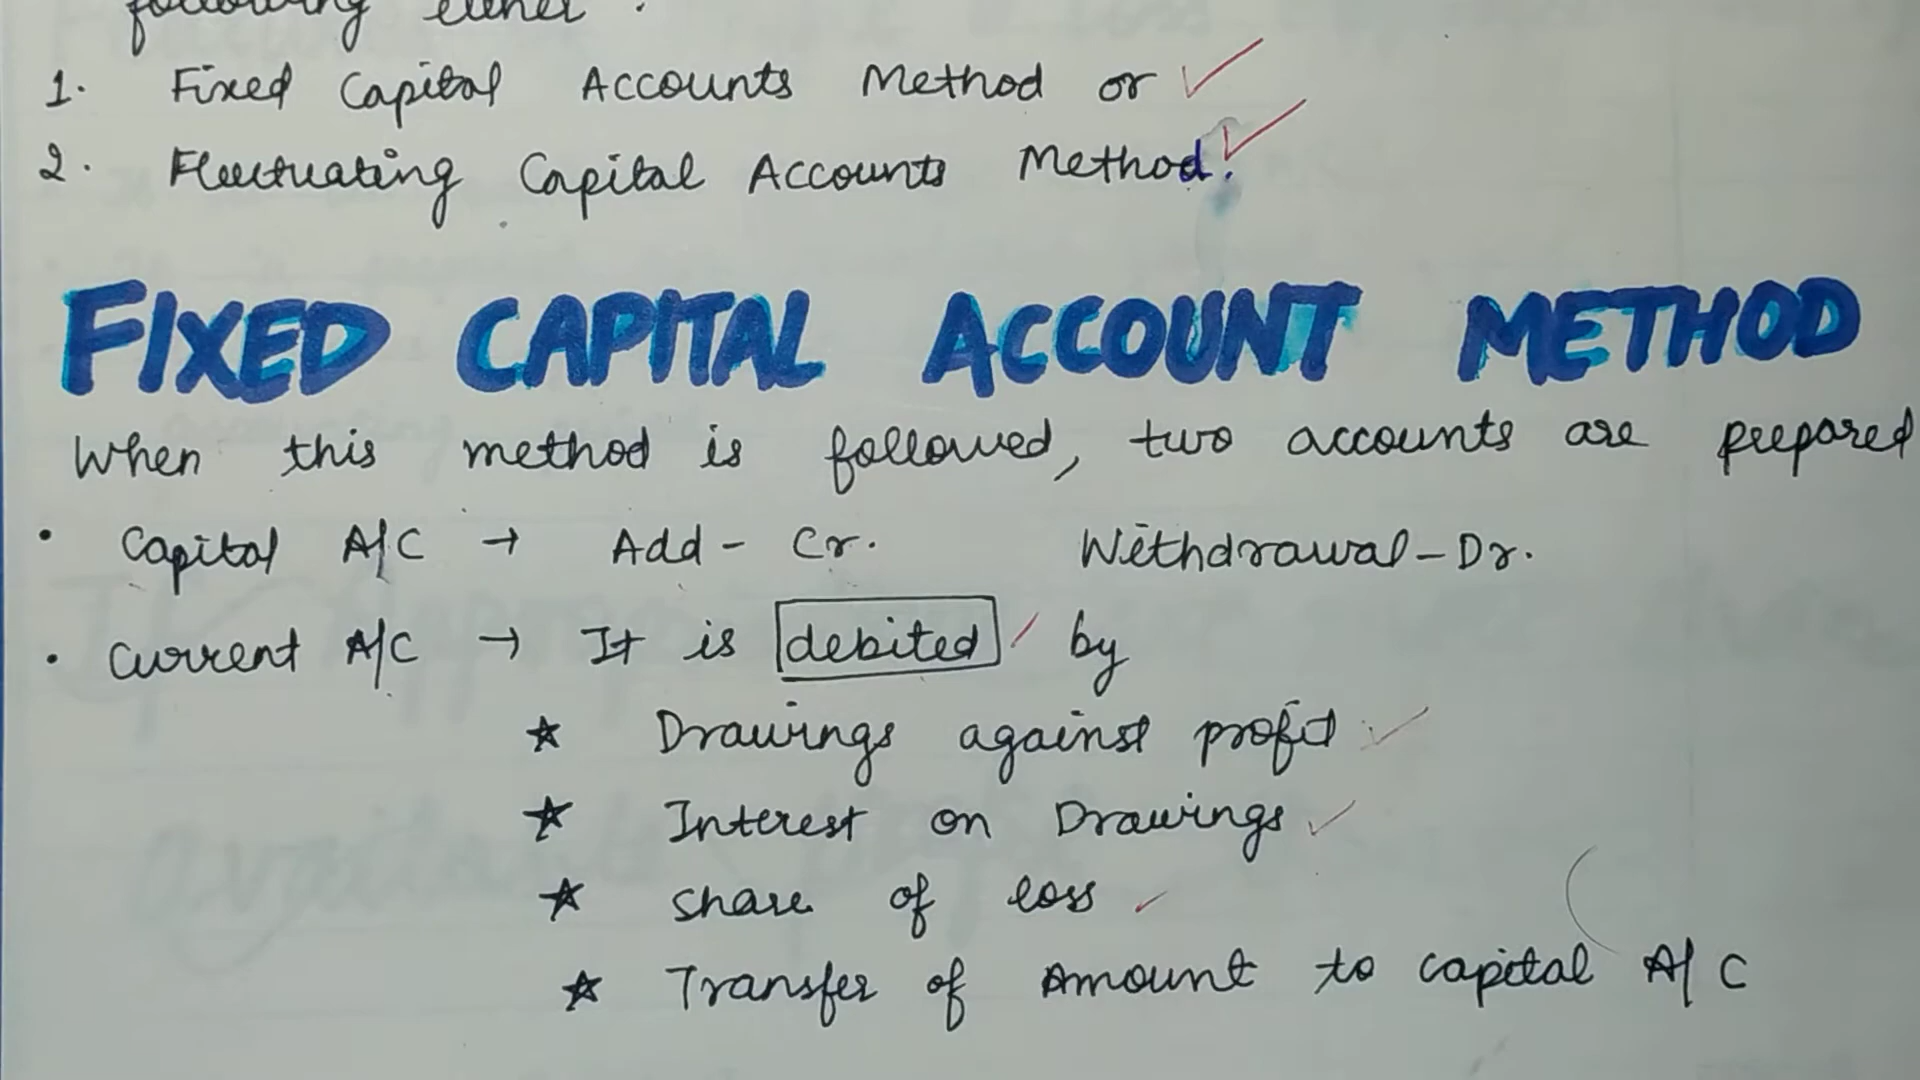 following either :
1. Fixed Capital Accounts Method or
2. Fluctuating Capital Accounts Method.
FIXED CAPITAL ACCOUNT METHOD
When this method is followed, two accounts are prepared
• Capital A/C → Add - Cr. Withdrawal - Dr.
• Current A/C → It is debited by
★ Drawings against profit
★ Interest on Drawings
★ Share of loss
★ Transfer of Amount to capital A/C